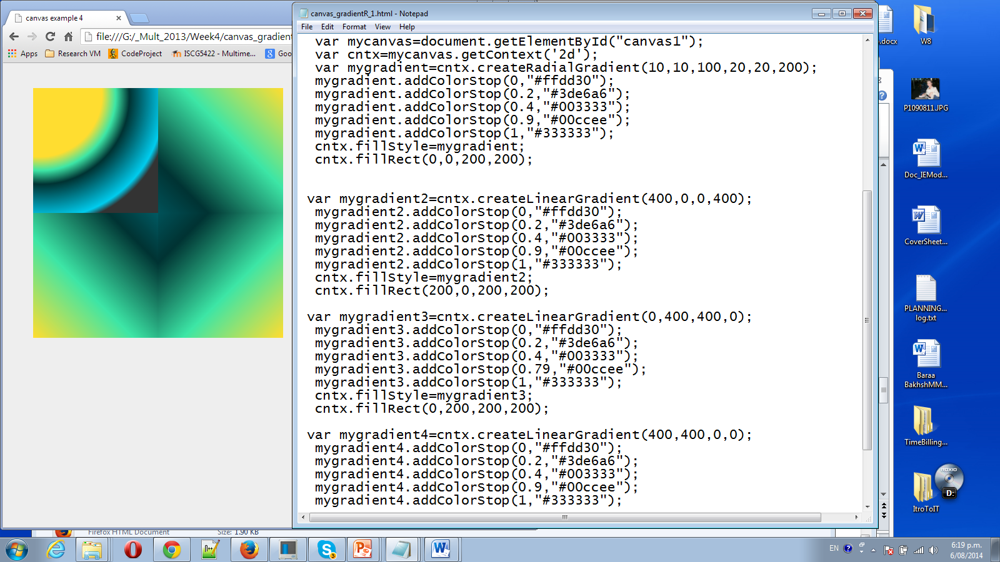 canvas example 4
file:///G:/_Mult_2013/Week4/canvas_gradient
Apps
Research VM
CodeProject
ISCG5422 - Multime...
Goo
canvas_gradientR_1.html - Notepad
File Edit Format View Help
var mycanvas=document.getElementById("canvas1");
var cntx=mycanvas.getContext('2d');
var mygradient=cntx.createRadialGradient(10,10,100,20,20,200);
mygradient.addColorStop(0,"#ffdd30");
mygradient.addColorStop(0.2,"#3de6a6");
mygradient.addColorStop(0.4,"#003333");
mygradient.addColorStop(0.9,"#00ccee");
mygradient.addColorStop(1,"#333333");
cntx.fillStyle=mygradient;
cntx.fillRect(0,0,200,200);
var mygradient2=cntx.createLinearGradient(400,0,0,400);
mygradient2.addColorStop(0,"#ffdd30");
mygradient2.addColorStop(0.2,"#3de6a6");
mygradient2.addColorStop(0.4,"#003333");
mygradient2.addColorStop(0.9,"#00ccee");
mygradient2.addColorStop(1,"#333333");
cntx.fillStyle=mygradient2;
cntx.fillRect(200,0,200,200);
var mygradient3=cntx.createLinearGradient(0,400,400,0);
mygradient3.addColorStop(0,"#ffdd30");
mygradient3.addColorStop(0.2,"#3de6a6");
mygradient3.addColorStop(0.4,"#003333");
mygradient3.addColorStop(0.79,"#00ccee");
mygradient3.addColorStop(1,"#333333");
cntx.fillStyle=mygradient3;
cntx.fillRect(0,200,200,200);
var mygradient4=cntx.createLinearGradient(400,400,0,0);
mygradient4.addColorStop(0,"#ffdd30");
mygradient4.addColorStop(0.2,"#3de6a6");
mygradient4.addColorStop(0.4,"#003333");
mygradient4.addColorStop(0.9,"#00ccee");
mygradient4.addColorStop(1,"#333333");
.docx
W8
P1090811.JPG
Doc_IEMod...
CoverSheet...
PLANNING...
log.txt
Baraa
BakhshMM...
TimeBilling...
ROXIO
D:
ItroToIT
Firefox HTML Document Size: 1.90 KB
EN
6:19 p.m.
6/08/2014